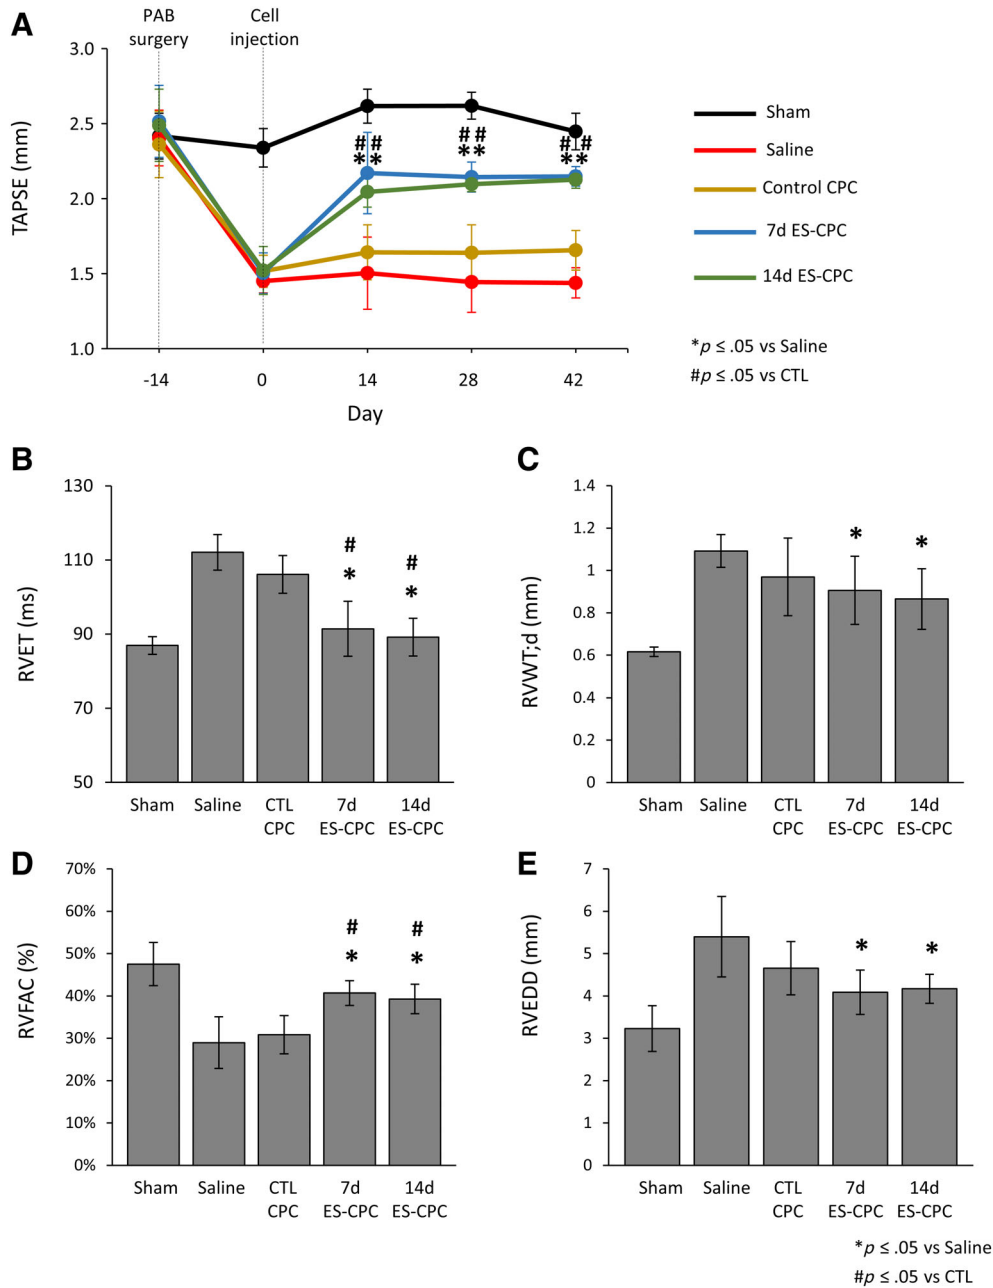 A
PAB
surgery
Cell
injection
3.0
2.5
2.0
1.5
1.0
TAPSE (mm)
##
**
##
**
##
**
-14
0
14
28
42
Day
Sham
Saline
Control CPC
7d ES-CPC
14d ES-CPC
*p ≤ .05 vs Saline
#p ≤ .05 vs CTL
B
130
110
90
70
50
RVET (ms)
#
*
#
*
Sham
Saline
CTL
CPC
7d
ES-CPC
14d
ES-CPC
C
1.4
1.2
1
0.8
0.6
0.4
0.2
0
RVWT;d (mm)
*
*
Sham
Saline
CTL
CPC
7d
ES-CPC
14d
ES-CPC
D
70%
60%
50%
40%
30%
20%
10%
0%
RVFAC (%)
#
*
#
*
Sham
Saline
CTL
CPC
7d
ES-CPC
14d
ES-CPC
E
7
6
5
4
3
2
1
0
RVEDD (mm)
*
*
Sham
Saline
CTL
CPC
7d
ES-CPC
14d
ES-CPC
*p ≤ .05 vs Saline
#p ≤ .05 vs CTL